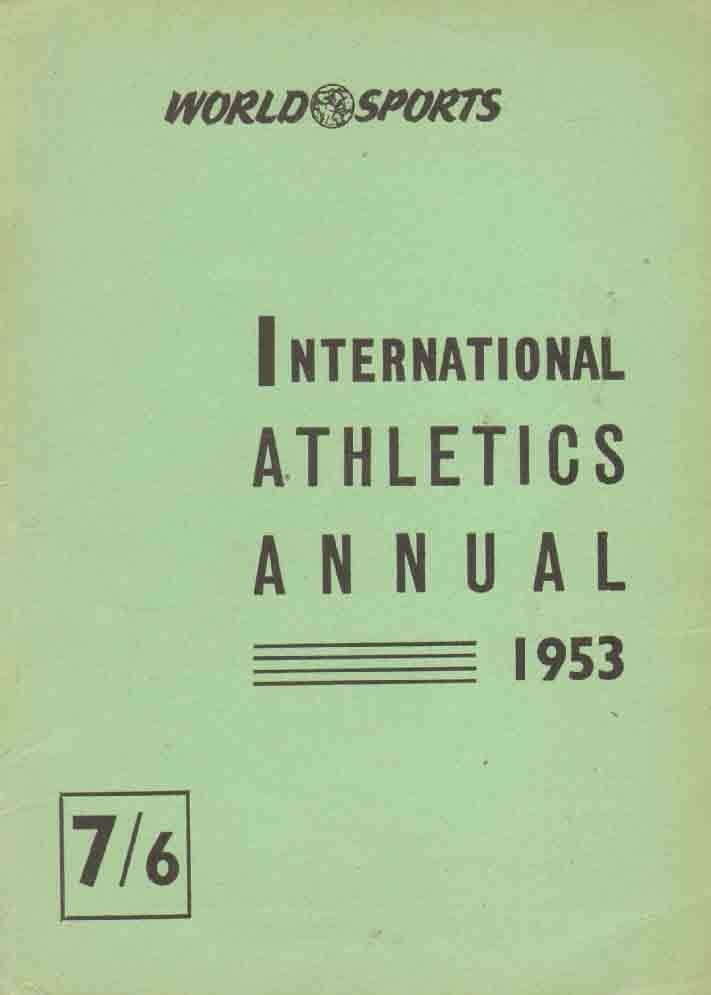 WORLD SPORTS
INTERNATIONAL
ATHLETICS
ANNUAL
1953
7/6